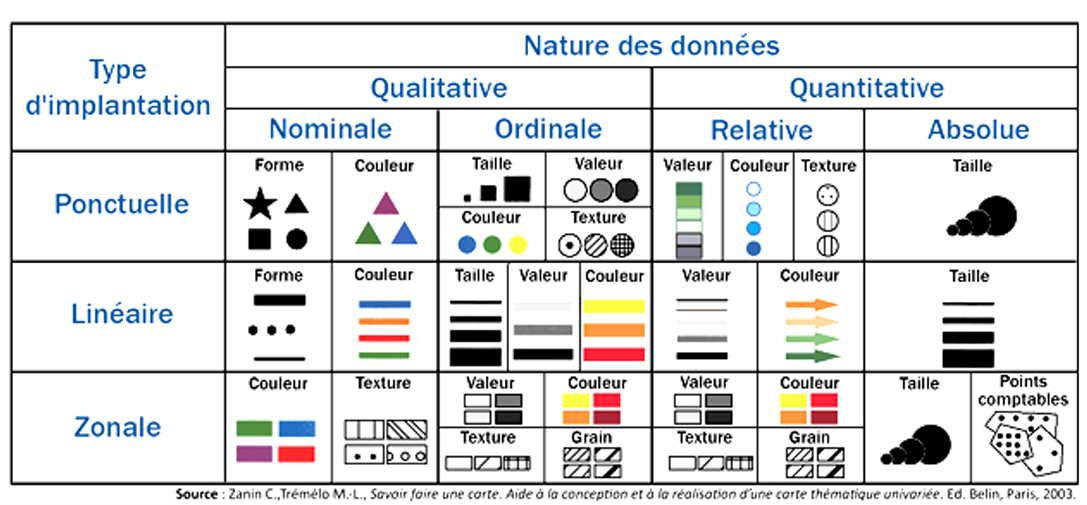 Type
d'implantation
Nature des données
Qualitative
Quantitative
Nominale
Ordinale
Relative
Absolue
Ponctuelle
Forme
Couleur
Taille
Valeur
Couleur
Texture
Valeur
Couleur
Texture
Taille
Linéaire
Forme
Couleur
Taille
Valeur
Couleur
Valeur
Couleur
Taille
Zonale
Couleur
Texture
Valeur
Couleur
Texture
Grain
Valeur
Couleur
Texture
Grain
Taille
Points
comptables
Source : Zanin C.,Trémélo M.-L., Savoir faire une carte. Aide à la conception et à la réalisation d'une carte thématique univariée. Ed. Belin, Paris, 2003.